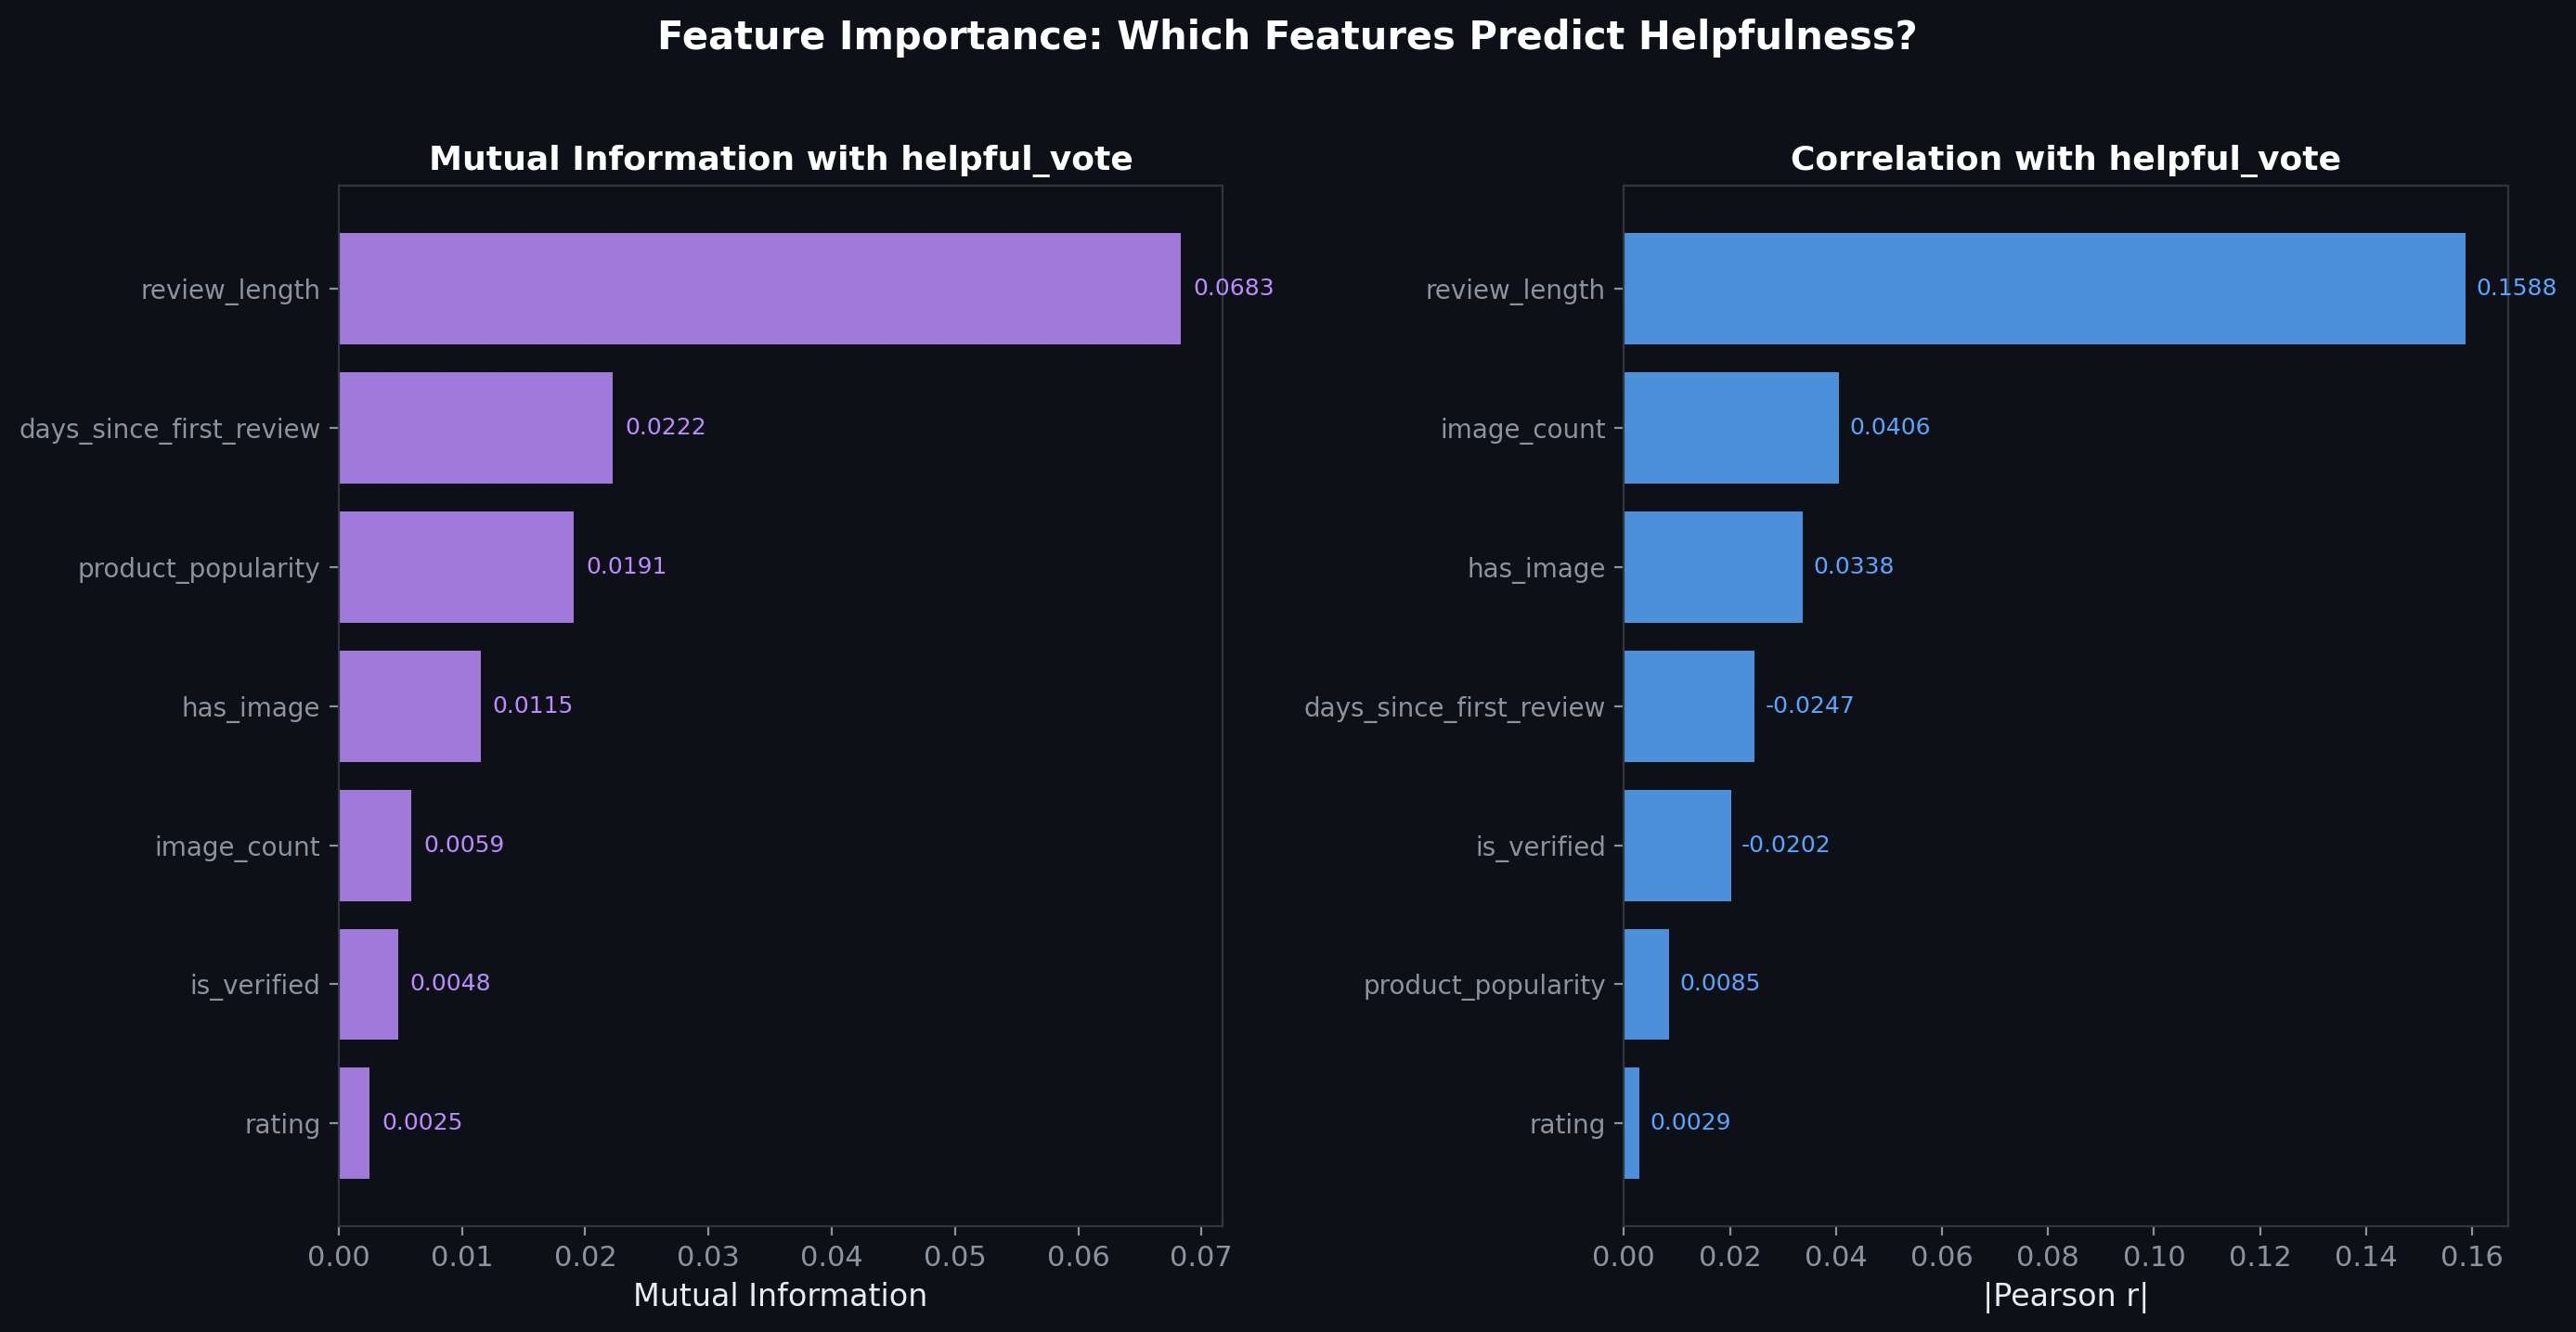 Feature Importance: Which Features Predict Helpfulness?
Mutual Information with helpful_vote
review_length
0.0683
days_since_first_review
0.0222
product_popularity
0.0191
has_image
0.0115
image_count
0.0059
is_verified
0.0048
rating
0.0025
0.00 0.01 0.02 0.03 0.04 0.05 0.06 0.07
Mutual Information
Correlation with helpful_vote
review_length
0.1588
image_count
0.0406
has_image
0.0338
days_since_first_review
-0.0247
is_verified
-0.0202
product_popularity
0.0085
rating
0.0029
0.00 0.02 0.04 0.06 0.08 0.10 0.12 0.14 0.16
|Pearson r|